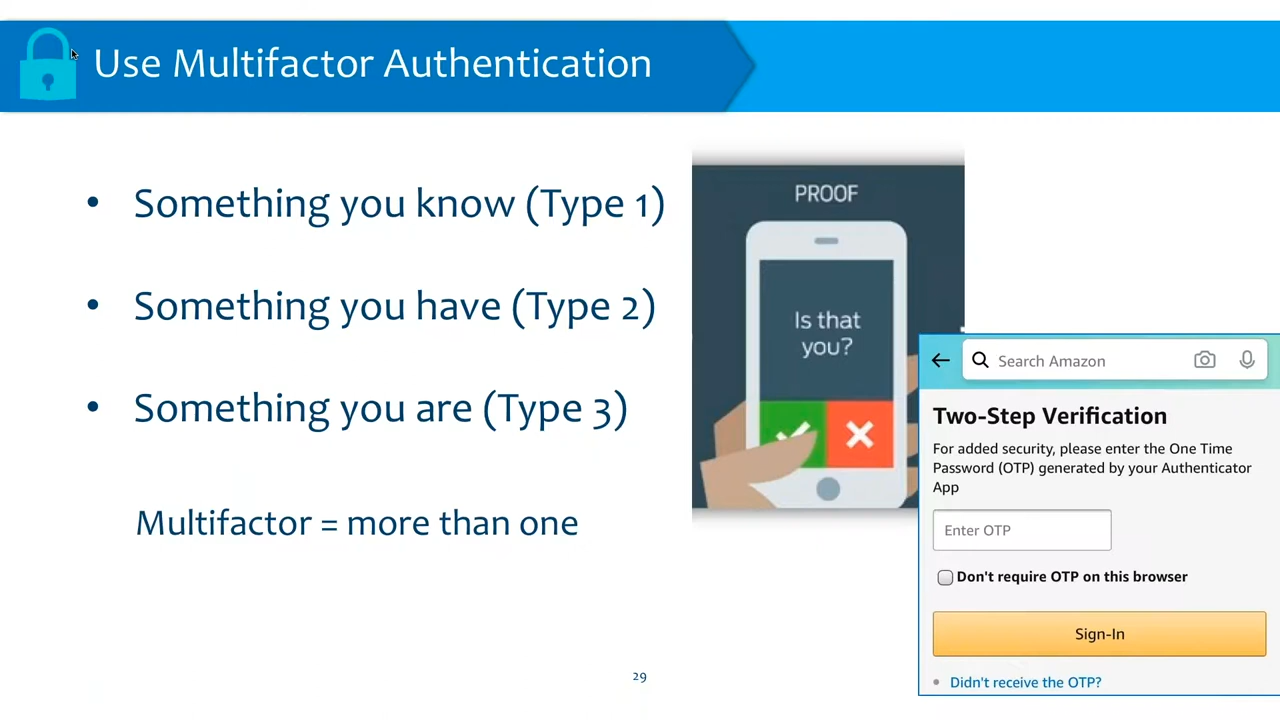 Use Multifactor Authentication
• Something you know (Type 1)
• Something you have (Type 2)
• Something you are (Type 3)
Multifactor = more than one
PROOF
Is that
you?
Search Amazon
Two-Step Verification
For added security, please enter the One Time
Password (OTP) generated by your Authenticator
App
Enter OTP
Don't require OTP on this browser
Sign-In
• Didn't receive the OTP?
29